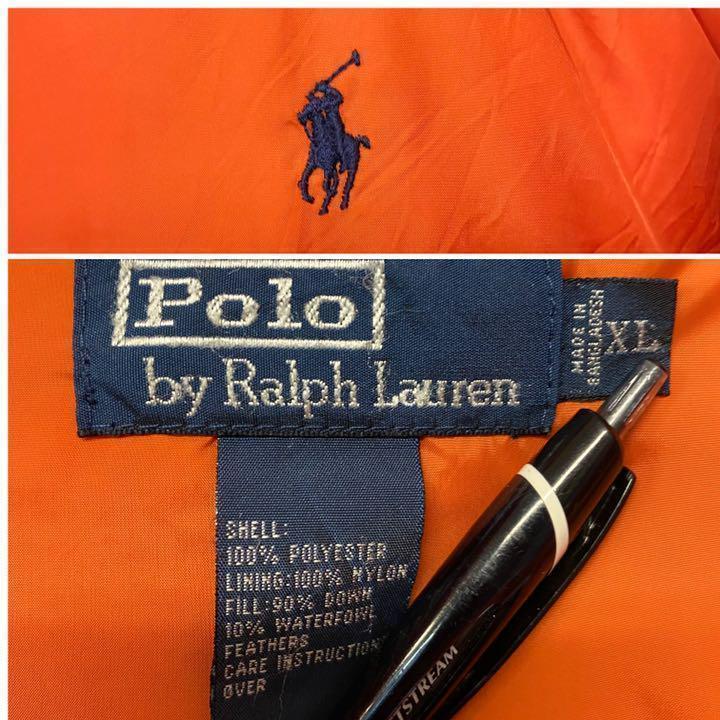 Polo
by Ralph Lauren
MADE IN
BANGLADESH
XL
SHELL:
100% POLYESTER
LINING:100% NYLON
FILL:90% DOWN
10% WATERFOWL
FEATHERS
CARE INSTRUCTION
OVER
TSTREAM